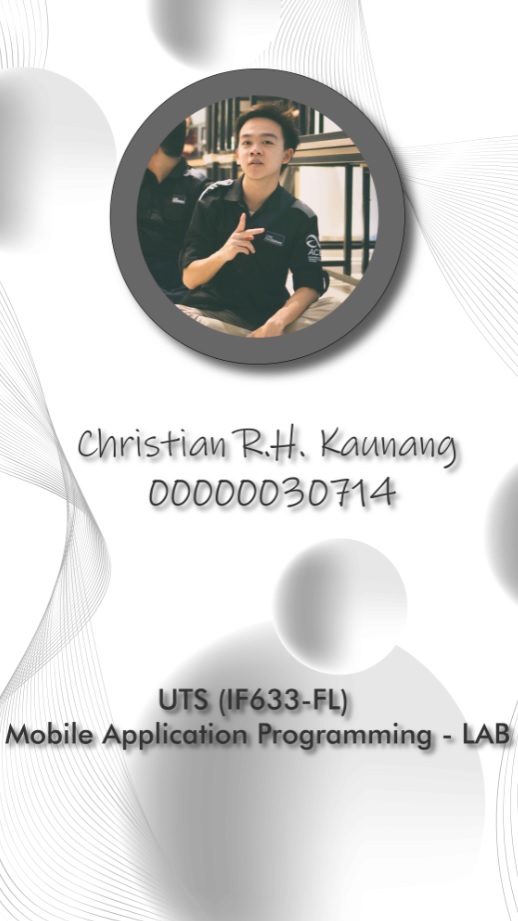 Christian R.H. Kaunang
00000030714
UTS (IF633-FL)
Mobile Application Programming - LAB